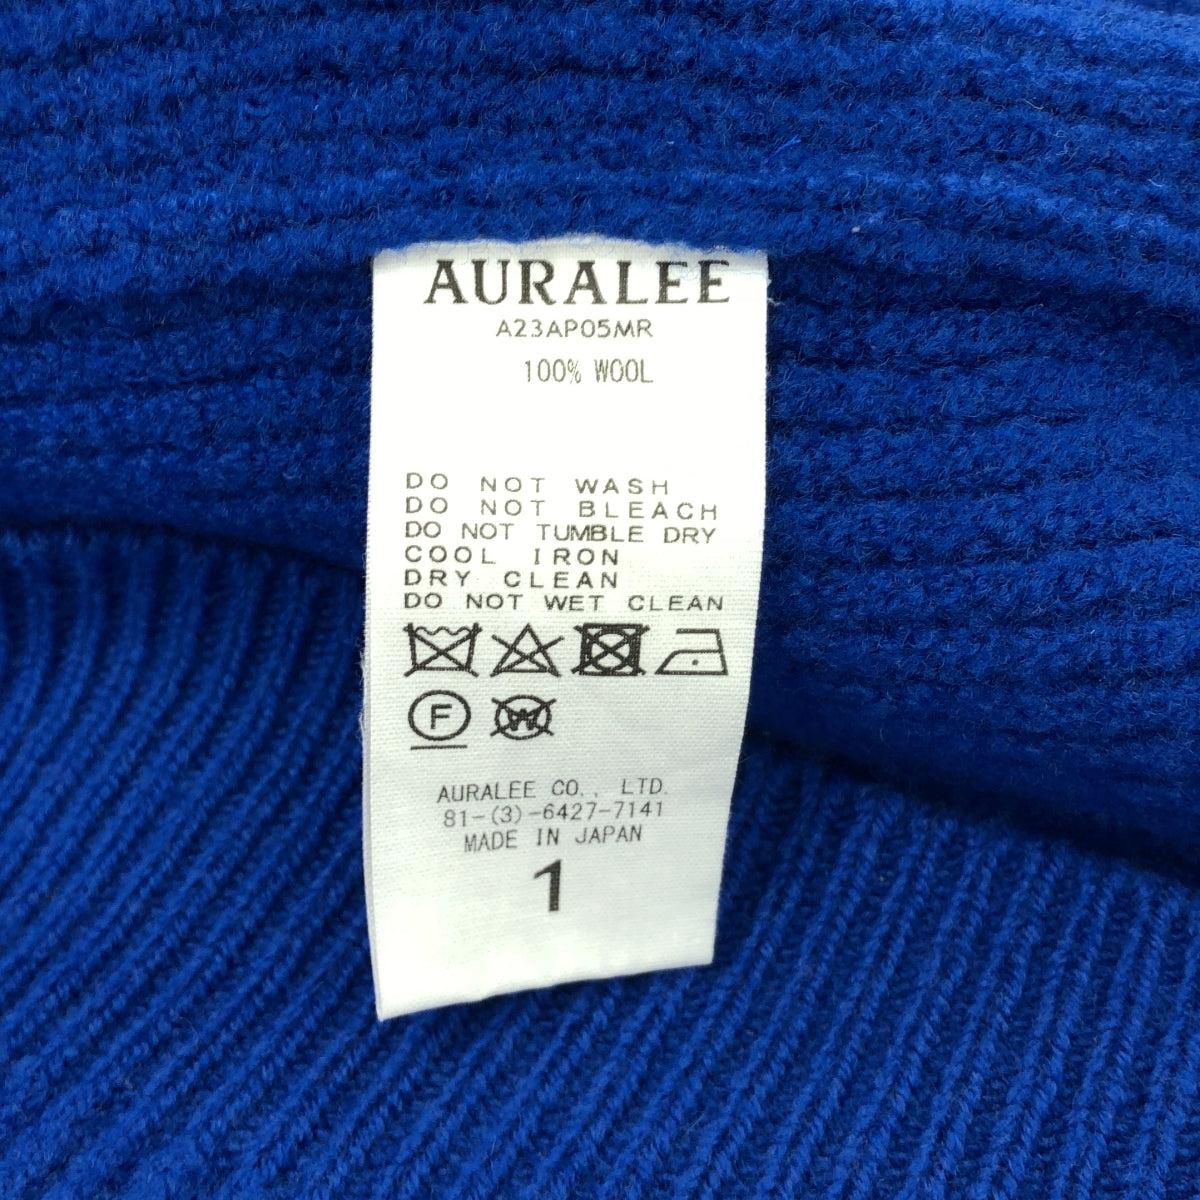 AURALEE
A23AP05MR
100% WOOL
DO NOT WASH
DO NOT BLEACH
DO NOT TUMBLE DRY
COOL IRON
DRY CLEAN
DO NOT WET CLEAN
F W
AURALEE CO., LTD.
81-(3)-6427-7141
MADE IN JAPAN
1